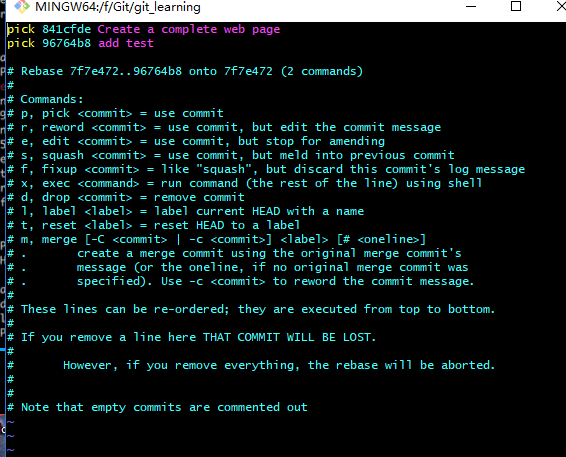 MINGW64:/f/Git/git_learning
pick 841cfde Create a complete web page
pick 96764b8 add test

# Rebase 7f7e472..96764b8 onto 7f7e472 (2 commands)
#
# Commands:
# p, pick <commit> = use commit
# r, reword <commit> = use commit, but edit the commit message
# e, edit <commit> = use commit, but stop for amending
# s, squash <commit> = use commit, but meld into previous commit
# f, fixup <commit> = like "squash", but discard this commit's log message
# x, exec <command> = run command (the rest of the line) using shell
# d, drop <commit> = remove commit
# l, label <label> = label current HEAD with a name
# t, reset <label> = reset HEAD to a label
# m, merge [-C <commit> | -c <commit>] <label> [# <oneline>]
# .       create a merge commit using the original merge commit's
# .       message (or the oneline, if no original merge commit was
# .       specified). Use -c <commit> to reword the commit message.
#
# These lines can be re-ordered; they are executed from top to bottom.
#
# If you remove a line here THAT COMMIT WILL BE LOST.
#
#       However, if you remove everything, the rebase will be aborted.
#
#
# Note that empty commits are commented out
~
~
~